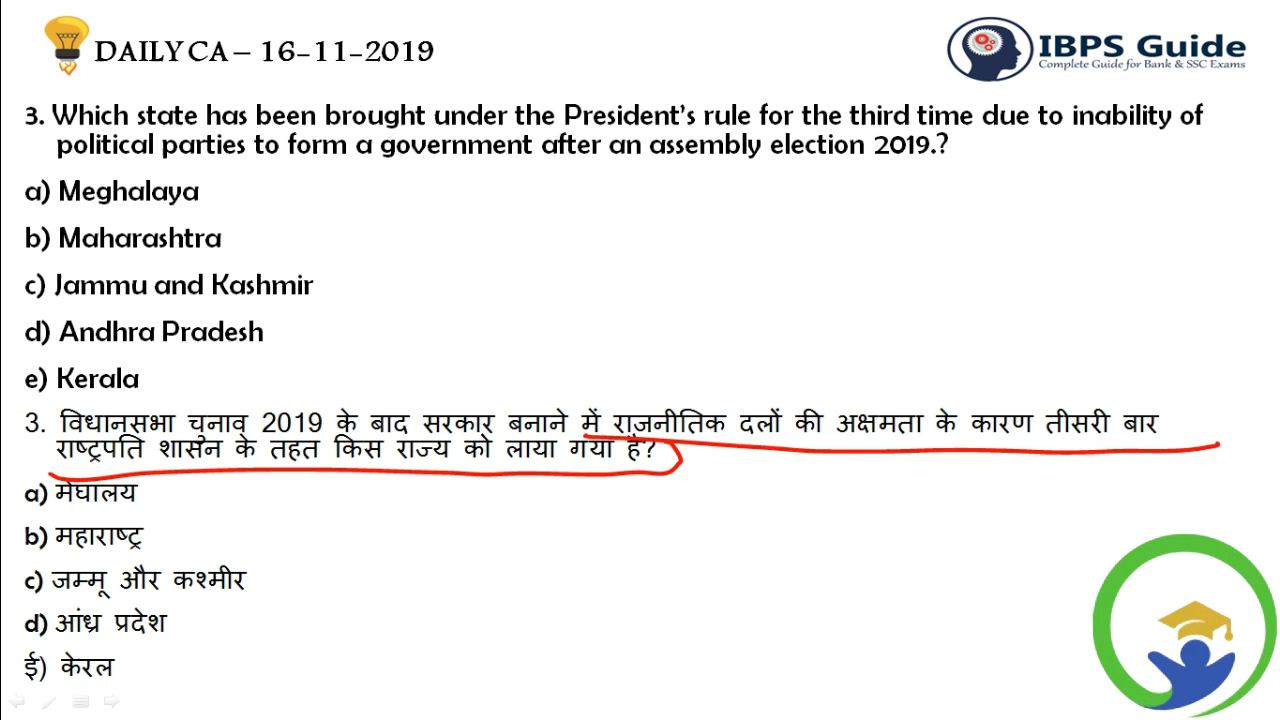 DAILY CA – 16-11-2019
IBPS Guide
Complete Guide for Bank & SSC Exams
3. Which state has been brought under the President's rule for the third time due to inability of
political parties to form a government after an assembly election 2019.?
a) Meghalaya
b) Maharashtra
c) Jammu and Kashmir
d) Andhra Pradesh
e) Kerala
3. विधानसभा चुनाव 2019 के बाद सरकार बनाने में राजनीतिक दलों की अक्षमता के कारण तीसरी बार
राष्ट्रपति शासन के तहत किस राज्य को लाया गया है?
a) मेघालय
b) महाराष्ट्र
c) जम्मू और कश्मीर
d) आंध्र प्रदेश
ई) केरल